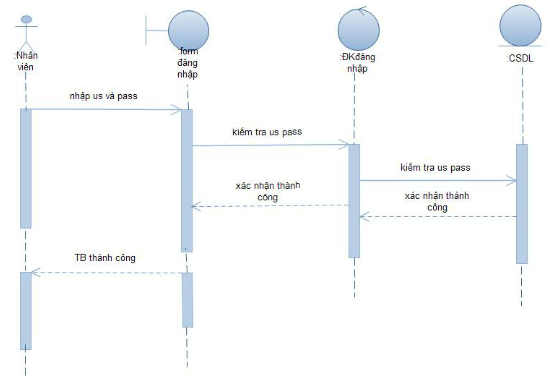 :Nhân
viên
:form
đăng
nhập
:ĐKđăng
nhập
:CSDL
nhập us và pass
kiểm tra us pass
kiểm tra us pass
xác nhận thành
công
xác nhận thành
công
TB thành công